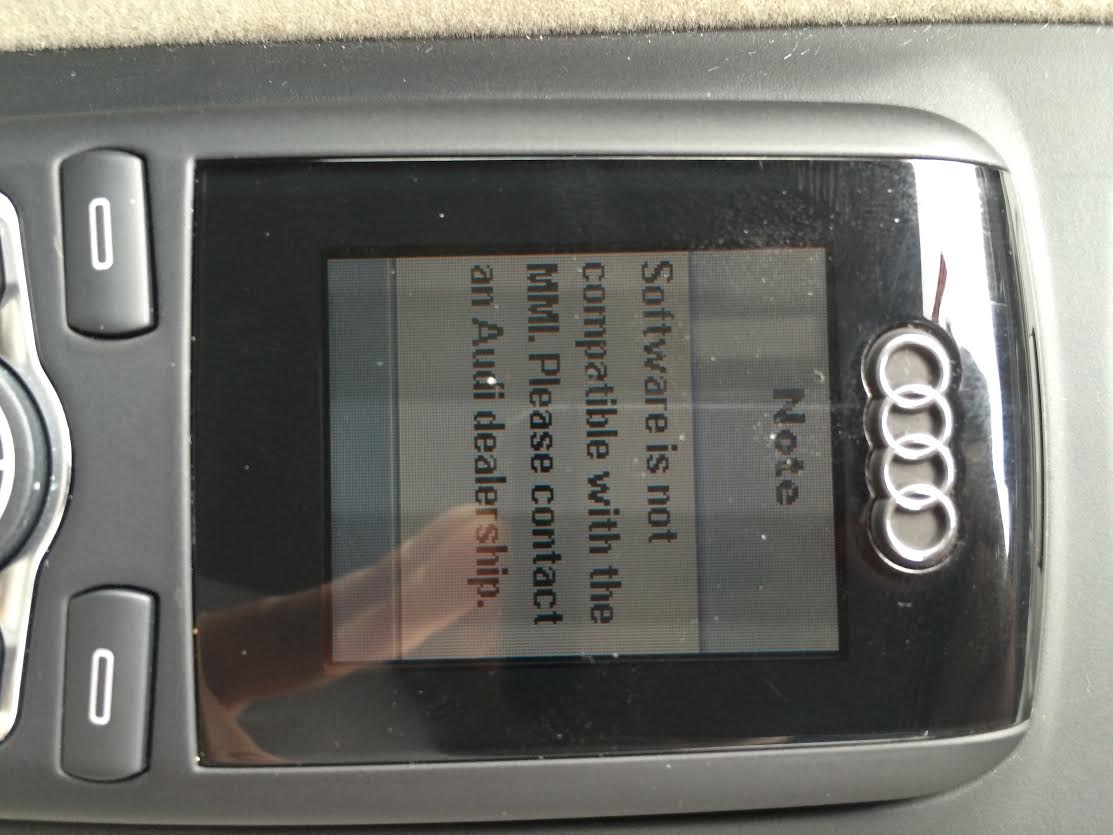 Note
Software is not
compatible with the
MMI. Please contact
an Audi dealership.